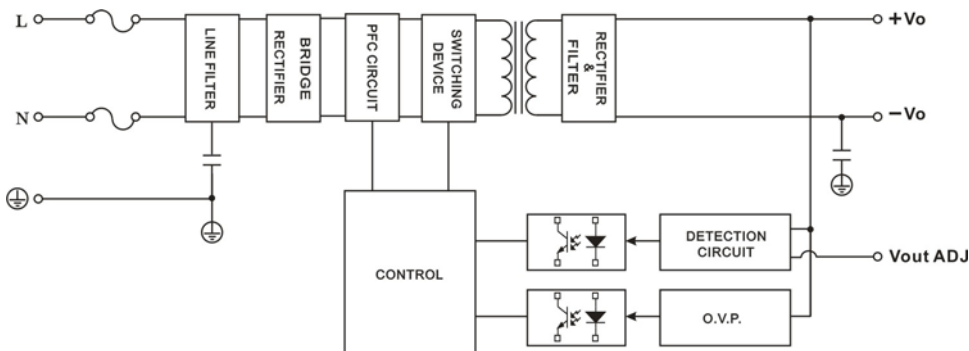 L
LINE FILTER
BRIDGE
RECTIFIER
PFC CIRCUIT
SWITCHING
DEVICE
RECTIFIER
&
FILTER
+Vo
N
-Vo
DETECTION
CIRCUIT
Vout ADJ
CONTROL
O.V.P.